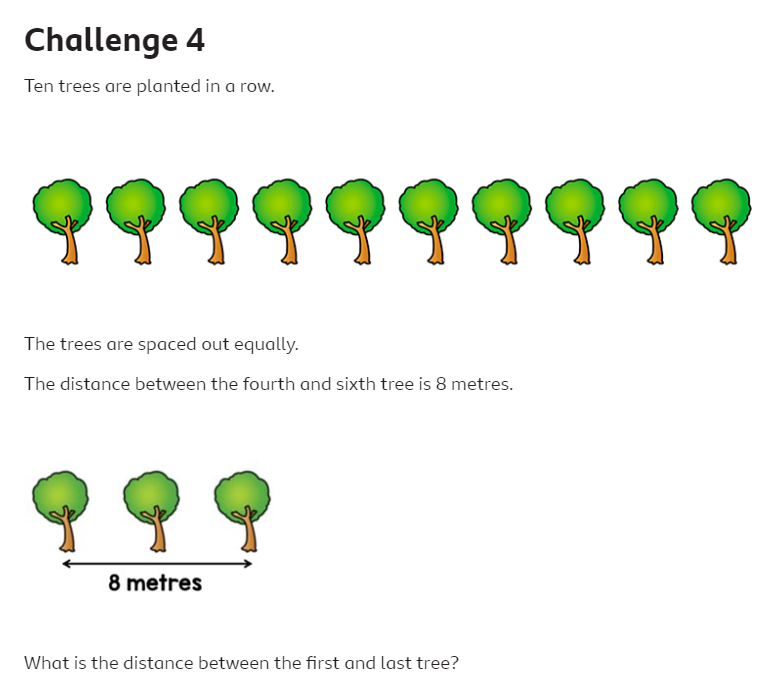 Challenge 4
Ten trees are planted in a row.
The trees are spaced out equally.
The distance between the fourth and sixth tree is 8 metres.
8 metres
What is the distance between the first and last tree?